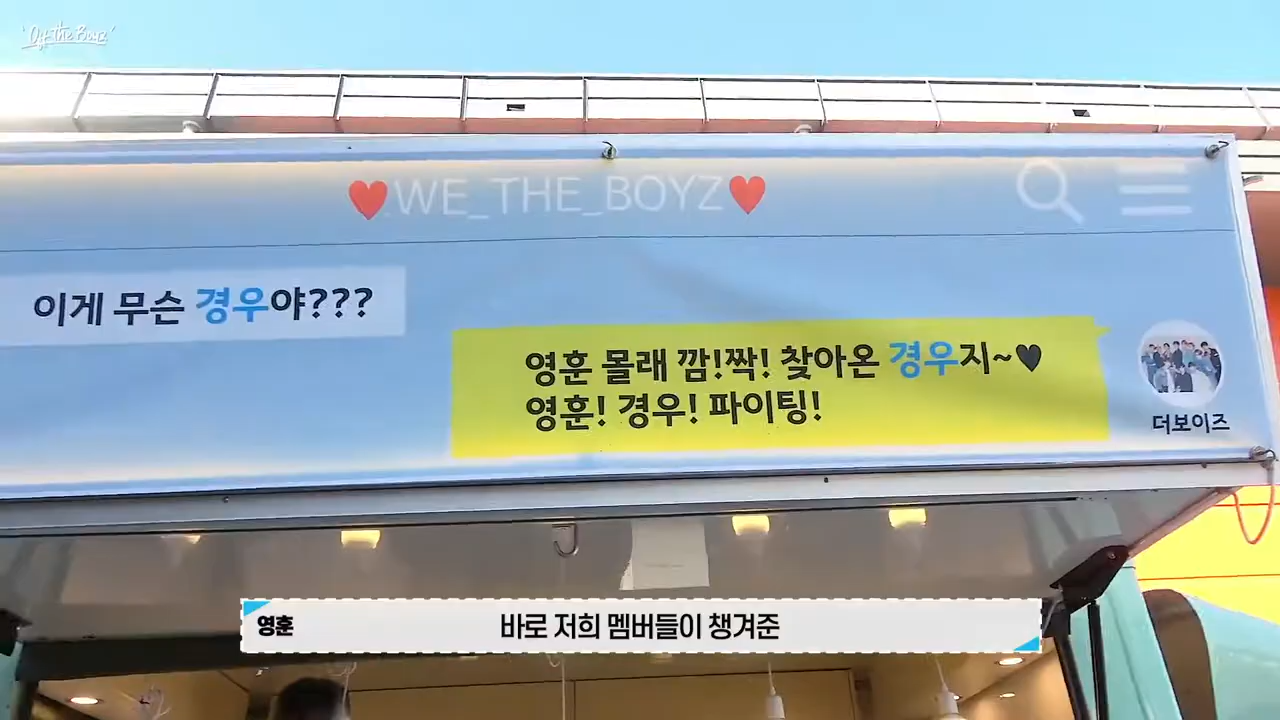 Off the Boyz
♥WE_THE_BOYZ♥
이게 무슨 경우야???
영훈 몰래 깜!짝! 찾아온 경우지~♥
영훈! 경우! 파이팅!
더보이즈
영훈
바로 저희 멤버들이 챙겨준